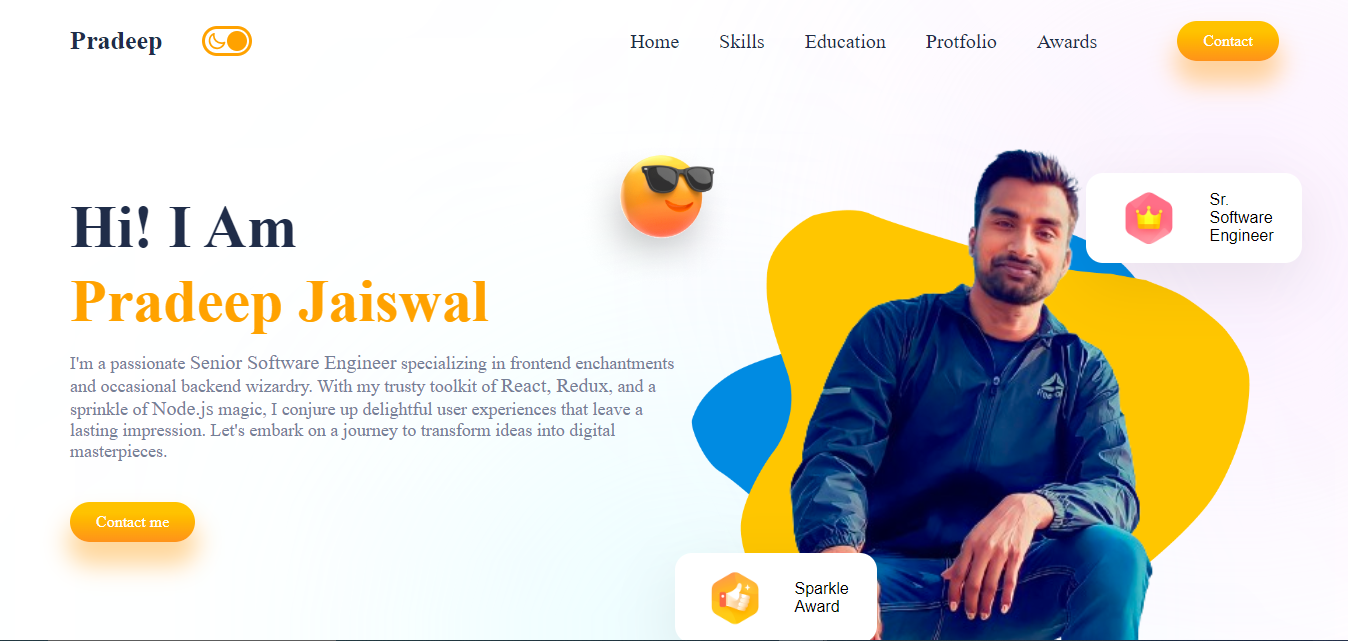 Pradeep
Home Skills Education Protfolio Awards
Contact
Hi! I Am
Pradeep Jaiswal
I'm a passionate Senior Software Engineer specializing in frontend enchantments
and occasional backend wizardry. With my trusty toolkit of React, Redux, and a
sprinkle of Node.js magic, I conjure up delightful user experiences that leave a
lasting impression. Let's embark on a journey to transform ideas into digital
masterpieces.
Contact me
Sr.
Software
Engineer
Sparkle
Award